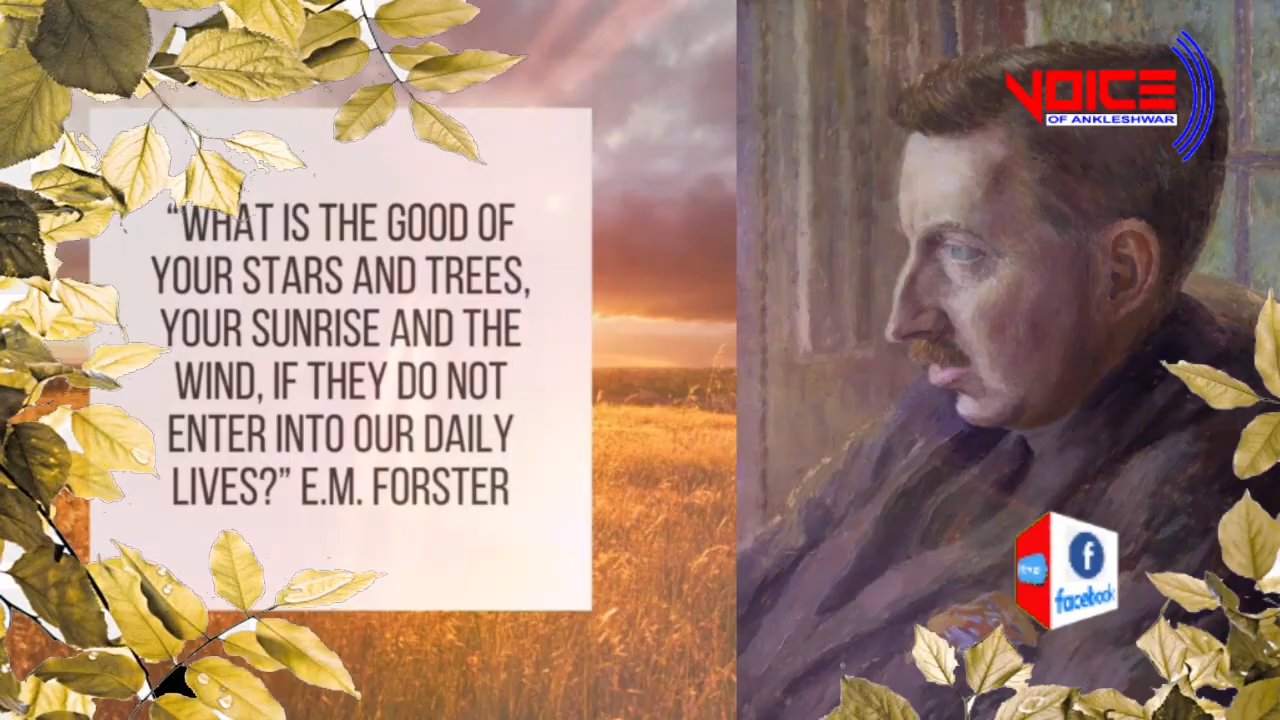 “WHAT IS THE GOOD OF
YOUR STARS AND TREES,
YOUR SUNRISE AND THE
WIND, IF THEY DO NOT
ENTER INTO OUR DAILY
LIVES?” E.M. FORSTER
VOICE
OF ANKLESHWAR
f
facebook